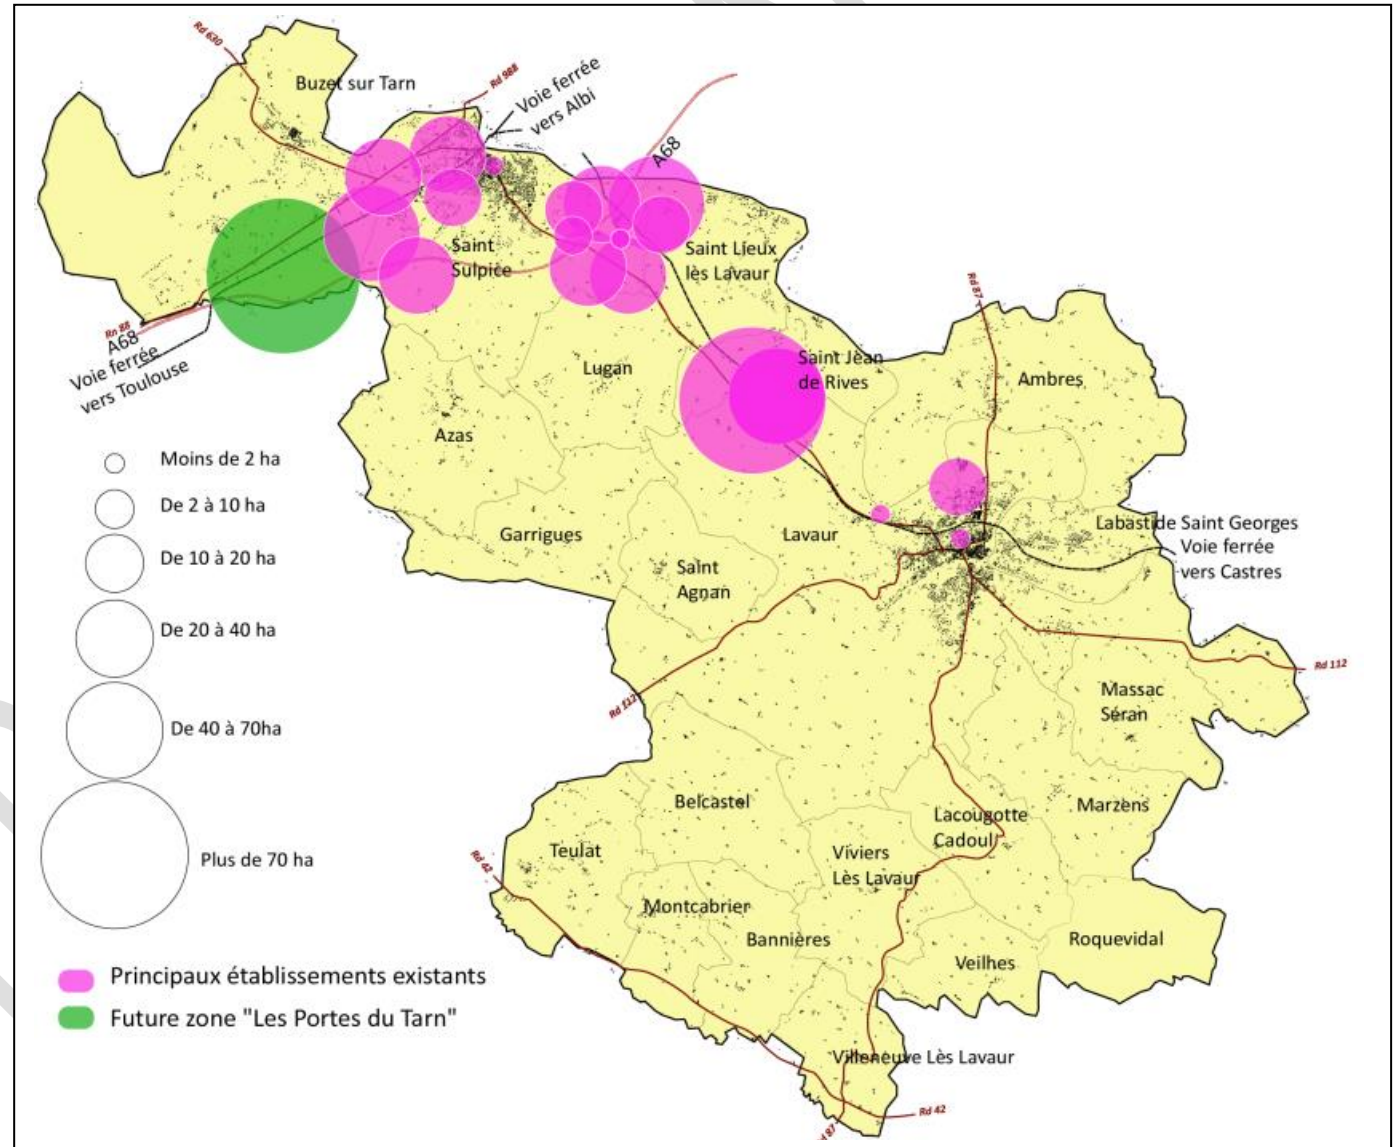 Rd 630
Buzet sur Tarn
Rd 988
Voie ferrée
vers Albi
A68
Saint
Sulpice
Saint Lieux
lès Lavaur
Rd 87
Rn 88
A68
Voie ferrée
vers Toulouse
Lugan
Saint Jean
de Rives
Ambres
Azas
Moins de 2 ha
De 2 à 10 ha
De 10 à 20 ha
De 20 à 40 ha
De 40 à 70ha
Plus de 70 ha
Garrigues
Lavaur
Labastide Saint Georges
Voie ferrée
vers Castres
Saint
Agnan
Rd 112
Rd 112
Massac
Séran
Belcastel
Lacougotte
Cadoul
Marzens
Rd 42
Teulat
Viviers
Lès Lavaur
Montcabrier
Bannières
Roquevidal
Veilhes
Principaux établissements existants
Future zone "Les Portes du Tarn"
Villeneuve Lès Lavaur
Rd 42
d 87